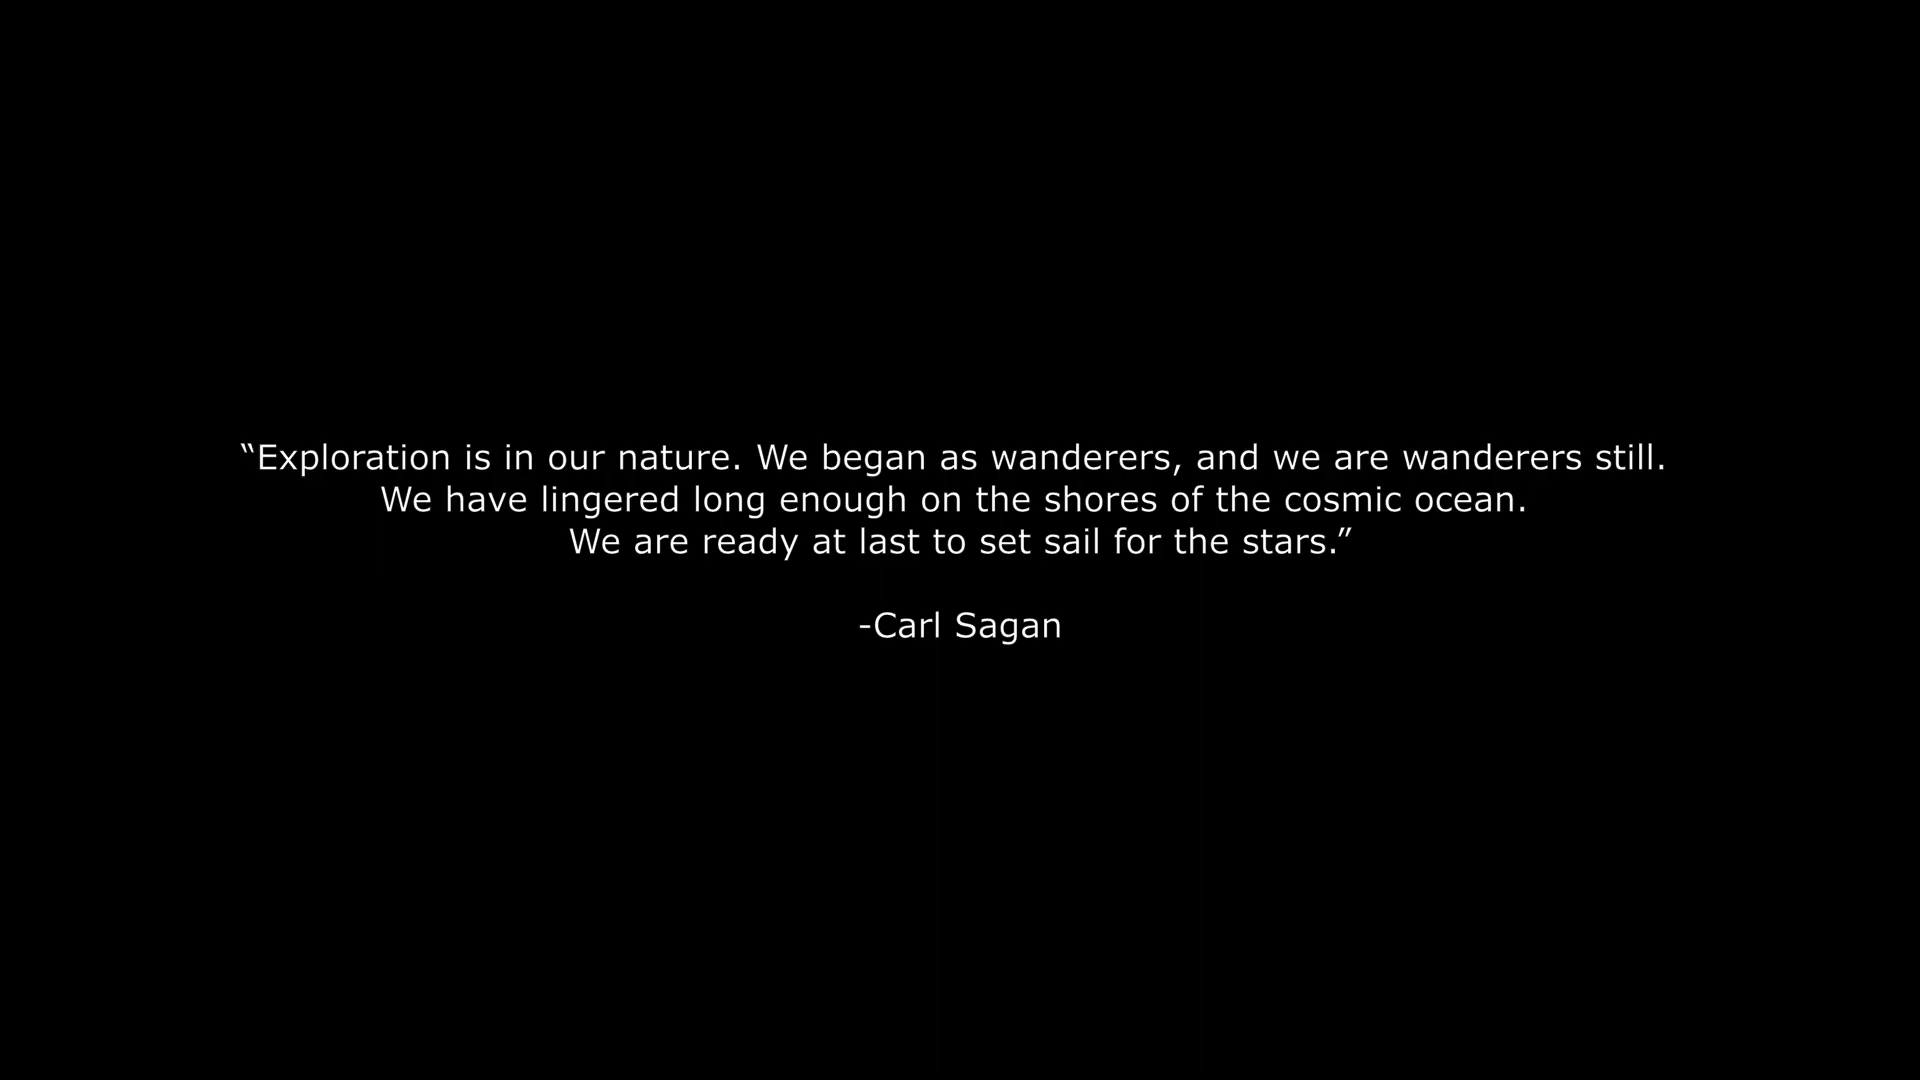 “Exploration is in our nature. We began as wanderers, and we are wanderers still.
We have lingered long enough on the shores of the cosmic ocean.
We are ready at last to set sail for the stars.”
-Carl Sagan